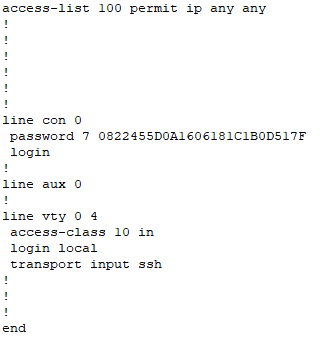 access-list 100 permit ip any any
!
!
!
!
!
!
line con 0
 password 7 0822455D0A1606181C1B0D517F
 login
!
line aux 0
!
line vty 0 4
 access-class 10 in
 login local
 transport input ssh
!
!
!
end